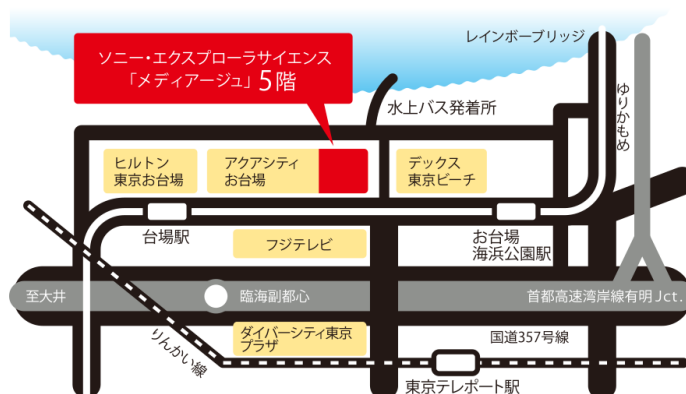 レインボーブリッジ
ソニー・エクスプローラサイエンス
「メディアージュ」5階
水上バス発着所
ゆりかもめ
ヒルトン
東京お台場
アクアシティ
お台場
デックス
東京ビーチ
台場駅
フジテレビ
お台場
海浜公園駅
至大井
臨海副都心
首都高速湾岸線有明Jct.
りんかい線
ダイバーシティ東京
プラザ
国道357号線
東京テレポート駅